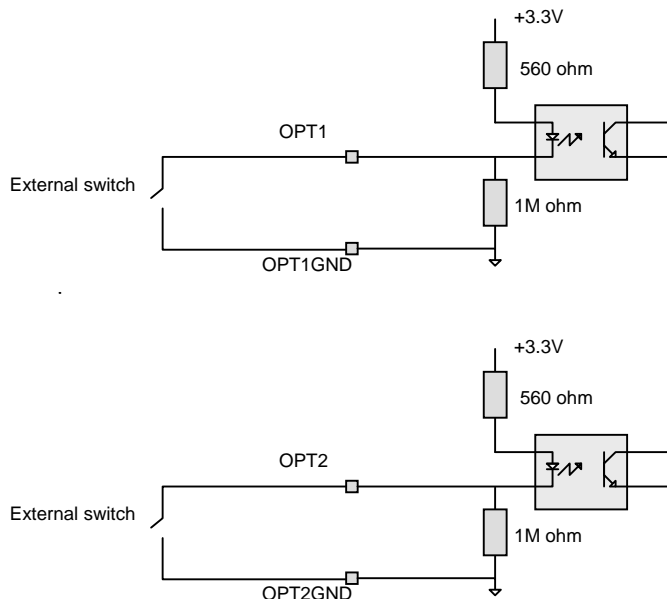 +3.3V
560 ohm
OPT1
External switch
1M ohm
OPT1GND
.
+3.3V
560 ohm
OPT2
External switch
1M ohm
OPT2GND